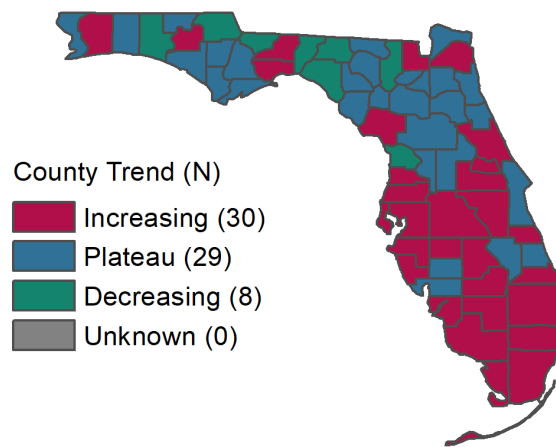 County Trend (N)
Increasing (30)
Plateau (29)
Decreasing (8)
Unknown (0)